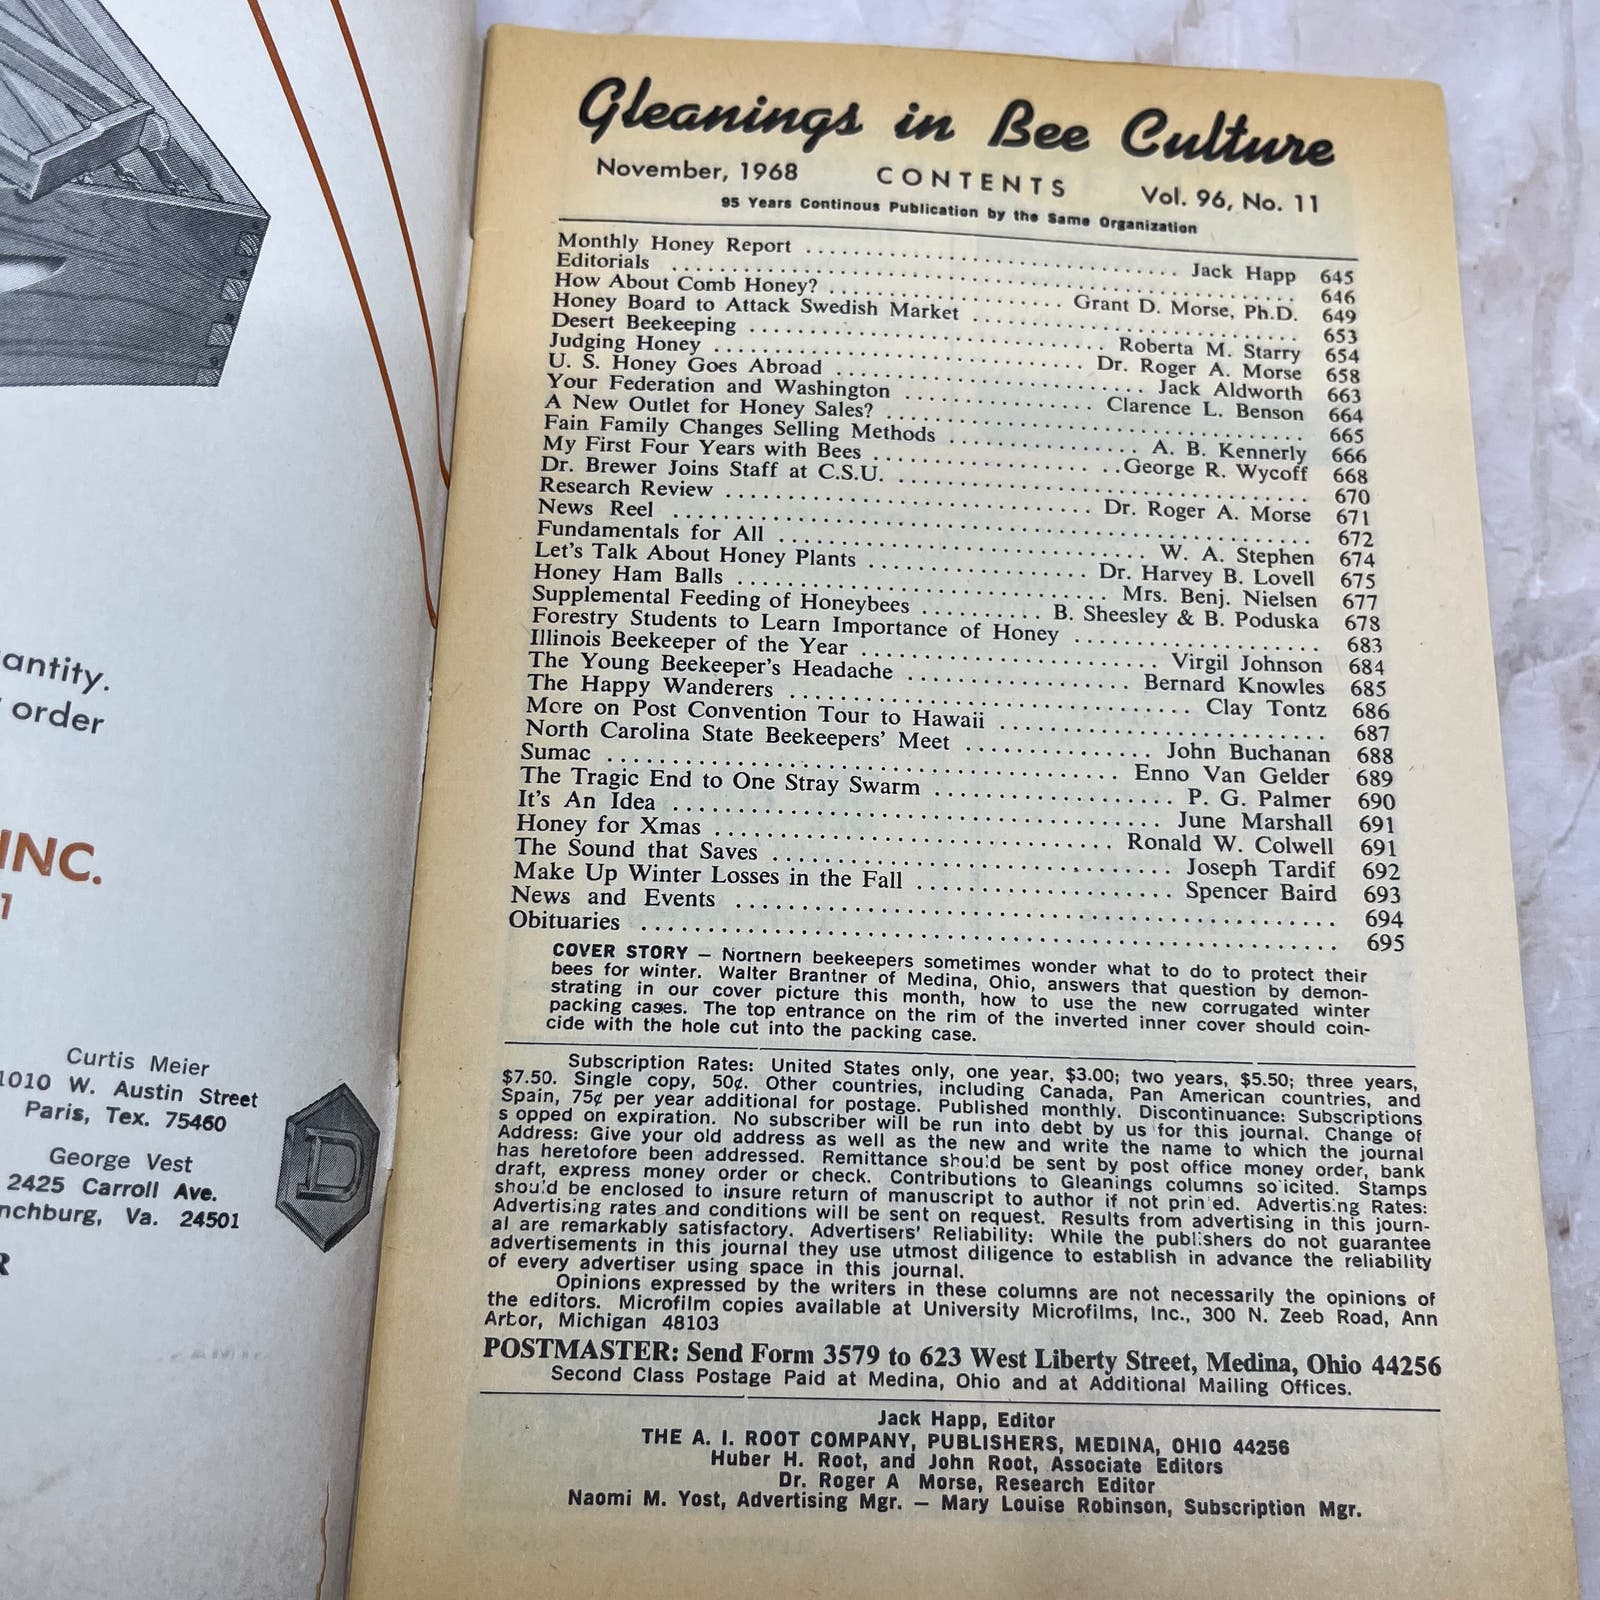 antity.
order
INC.
1
Curtis Meier
1010 W. Austin Street
Paris, Tex. 75460
George Vest
2425 Carroll Ave.
nchburg, Va. 24501
R
D
Gleanings in Bee Culture
November, 1968 CONTENTS Vol. 96, No. 11
95 Years Continous Publication by the Same Organization
Monthly Honey Report ........ Jack Happ 645
Editorials ........ 646
How About Comb Honey? ........ Grant D. Morse, Ph.D. 649
Honey Board to Attack Swedish Market ........ 653
Desert Beekeeping ........ Roberta M. Starry 654
Judging Honey ........ Dr. Roger A. Morse 658
U. S. Honey Goes Abroad ........ Jack Aldworth 663
Your Federation and Washington ........ Clarence L. Benson 664
A New Outlet for Honey Sales? ........ 665
Fain Family Changes Selling Methods ........ A. B. Kennerly 666
My First Four Years with Bees ........ George R. Wycoff 668
Dr. Brewer Joins Staff at C.S.U. ........ 670
Research Review ........ Dr. Roger A. Morse 671
News Reel ........ 672
Fundamentals for All ........ W. A. Stephen 674
Let's Talk About Honey Plants ........ Dr. Harvey B. Lovell 675
Honey Ham Balls ........ Mrs. Benj. Nielsen 677
Supplemental Feeding of Honeybees ........ B. Sheesley & B. Poduska 678
Forestry Students to Learn Importance of Honey ........ 683
Illinois Beekeeper of the Year ........ Virgil Johnson 684
The Young Beekeeper's Headache ........ Bernard Knowles 685
The Happy Wanderers ........ Clay Tontz 686
More on Post Convention Tour to Hawaii ........ 687
North Carolina State Beekeepers' Meet ........ John Buchanan 688
Sumac ........ Enno Van Gelder 689
The Tragic End to One Stray Swarm ........ P. G. Palmer 690
It's An Idea ........ June Marshall 691
Honey for Xmas ........ Ronald W. Colwell 691
The Sound that Saves ........ Joseph Tardif 692
Make Up Winter Losses in the Fall ........ Spencer Baird 693
News and Events ........ 694
Obituaries ........ 695
COVER STORY — Northern beekeepers sometimes wonder what to do to protect their
bees for winter. Walter Brantner of Medina, Ohio, answers that question by demon-
strating in our cover picture this month, how to use the new corrugated winter
packing cases. The top entrance on the rim of the inverted inner cover should coin-
cide with the hole cut into the packing case.
Subscription Rates: United States only, one year, $3.00; two years, $5.50; three years,
$7.50. Single copy, 50¢. Other countries, including Canada, Pan American countries, and
Spain, 75¢ per year additional for postage. Published monthly. Discontinuance: Subscriptions
s opped on expiration. No subscriber will be run into debt by us for this journal. Change of
Address: Give your old address as well as the new and write the name to which the journal
has heretofore been addressed. Remittance should be sent by post office money order, bank
draft, express money order or check. Contributions to Gleanings columns so icited. Stamps
should be enclosed to insure return of manuscript to author if not prin ed. Advertising Rates:
Advertising rates and conditions will be sent on request. Results from advertising in this journ-
al are remarkably satisfactory. Advertisers' Reliability: While the publishers do not guarantee
advertisements in this journal they use utmost diligence to establish in advance the reliability
of every advertiser using space in this journal.
Opinions expressed by the writers in these columns are not necessarily the opinions of
the editors. Microfilm copies available at University Microfilms, Inc., 300 N. Zeeb Road, Ann
Arbor, Michigan 48103
POSTMASTER: Send Form 3579 to 623 West Liberty Street, Medina, Ohio 44256
Second Class Postage Paid at Medina, Ohio and at Additional Mailing Offices.
Jack Happ, Editor
THE A. I. ROOT COMPANY, PUBLISHERS, MEDINA, OHIO 44256
Huber H. Root, and John Root, Associate Editors
Dr. Roger A Morse, Research Editor
Naomi M. Yost, Advertising Mgr. — Mary Louise Robinson, Subscription Mgr.